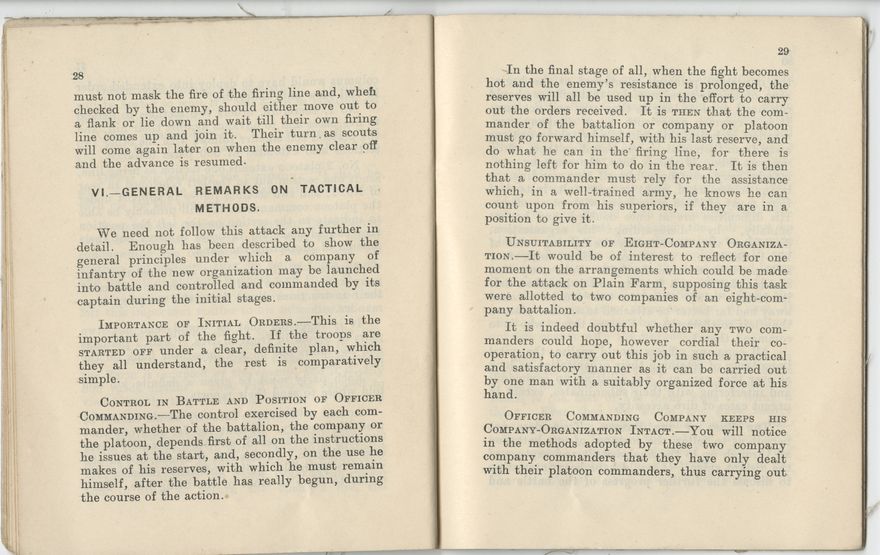 28
must not mask the fire of the firing line and, when
checked by the enemy, should either move out to
a flank or lie down and wait till their own firing
line comes up and join it. Their turn as scouts
will come again later on when the enemy clear off
and the advance is resumed.
VI.—GENERAL REMARKS ON TACTICAL
METHODS.
We need not follow this attack any further in
detail. Enough has been described to show the
general principles under which a company of
infantry of the new organization may be launched
into battle and controlled and commanded by its
captain during the initial stages.
IMPORTANCE OF INITIAL ORDERS.—This is the
important part of the fight. If the troops are
STARTED OFF under a clear, definite plan, which
they all understand, the rest is comparatively
simple.
CONTROL IN BATTLE AND POSITION OF OFFICER
COMMANDING.—The control exercised by each com-
mander, whether of the battalion, the company or
the platoon, depends first of all on the instructions
he issues at the start, and, secondly, on the use he
makes of his reserves, with which he must remain
himself, after the battle has really begun, during
the course of the action.
29
In the final stage of all, when the fight becomes
hot and the enemy's resistance is prolonged, the
reserves will all be used up in the effort to carry
out the orders received. It is THEN that the com-
mander of the battalion or company or platoon
must go forward himself, with his last reserve, and
do what he can in the firing line, for there is
nothing left for him to do in the rear. It is then
that a commander must rely for the assistance
which, in a well-trained army, he knows he can
count upon from his superiors, if they are in a
position to give it.
UNSUITABILITY OF EIGHT-COMPANY ORGANIZA-
TION.—It would be of interest to reflect for one
moment on the arrangements which could be made
for the attack on Plain Farm, supposing this task
were allotted to two companies of an eight-com-
pany battalion.
It is indeed doubtful whether any two com-
manders could hope, however cordial their co-
operation, to carry out this job in such a practical
and satisfactory manner as it can be carried out
by one man with a suitably organized force at his
hand.
OFFICER COMMANDING COMPANY KEEPS HIS
COMPANY-ORGANIZATION INTACT.—You will notice
in the methods adopted by these two company
company commanders that they have only dealt
with their platoon commanders, thus carrying out